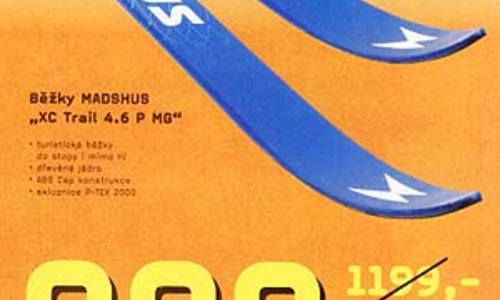 US
Běžky MADSHUS
„XC Trail 4.6 P MG“
• turistické běžky
do stopy i mimo ni
• dřevěné jádro
• ABS Cap konstrukce
• skluznice P-TEX 2000
1199,-